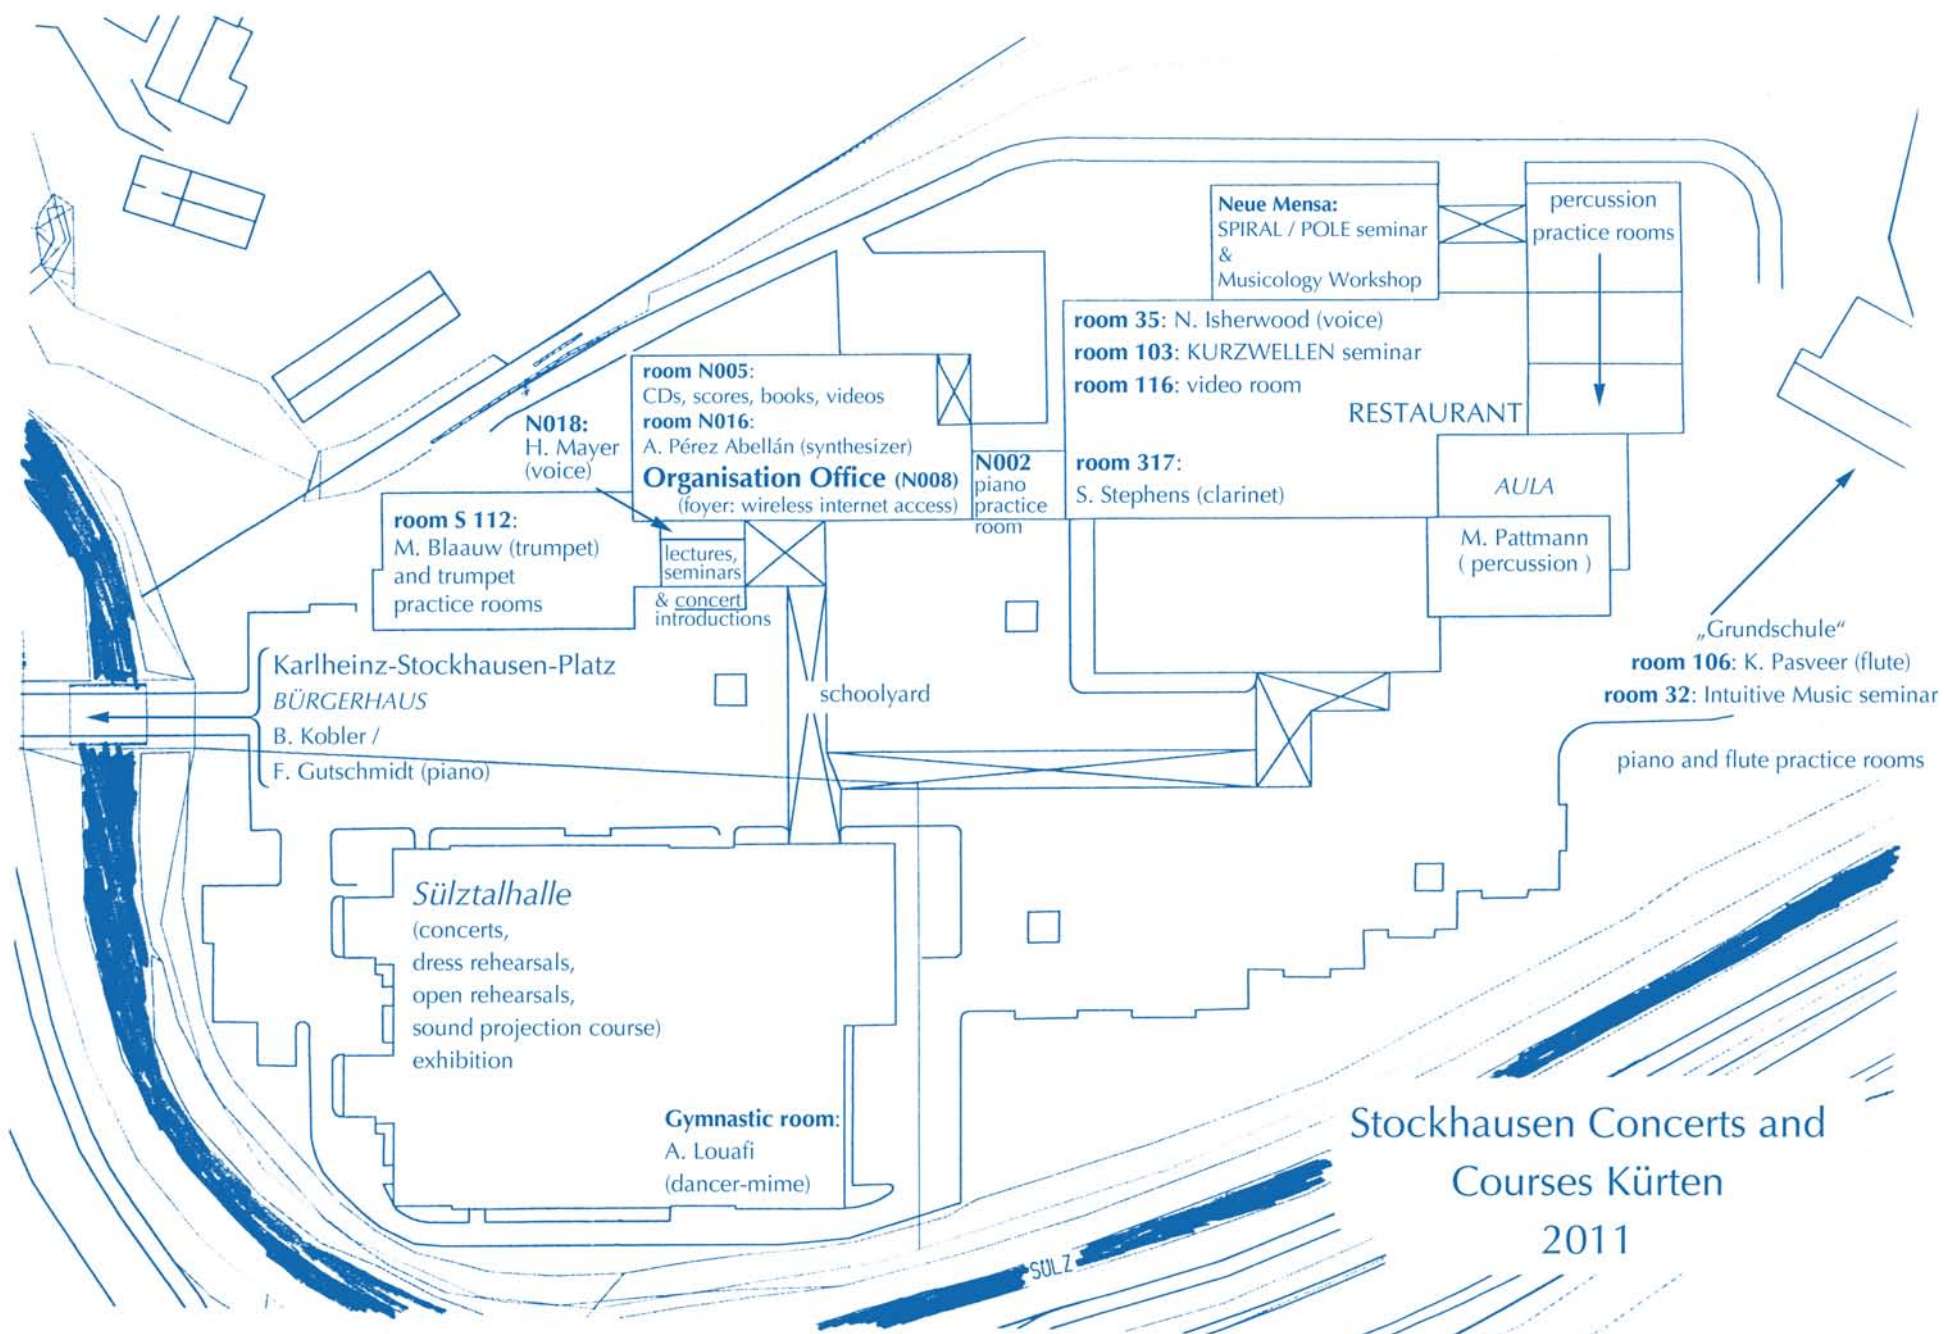 Neue Mensa:
SPIRAL / POLE seminar
&
Musicology Workshop
percussion
practice rooms
room 35: N. Isherwood (voice)
room 103: KURZWELLEN seminar
room 116: video room
RESTAURANT
room 317:
S. Stephens (clarinet)
AULA
M. Pattmann
( percussion )
room N005:
CDs, scores, books, videos
room N016:
A. Pérez Abellán (synthesizer)
Organisation Office (N008)
(foyer: wireless internet access)
N002
piano
practice
room
N018:
H. Mayer
(voice)
room S 112:
M. Blaauw (trumpet)
and trumpet
practice rooms
lectures,
seminars
& concert
introductions
„Grundschule“
room 106: K. Pasveer (flute)
room 32: Intuitive Music seminar
piano and flute practice rooms
Karlheinz-Stockhausen-Platz
BÜRGERHAUS
B. Kobler /
F. Gutschmidt (piano)
schoolyard
Sülztalhalle
(concerts,
dress rehearsals,
open rehearsals,
sound projection course)
exhibition
Gymnastic room:
A. Louafi
(dancer-mime)
SÜLZ
Stockhausen Concerts and
Courses Kürten
2011